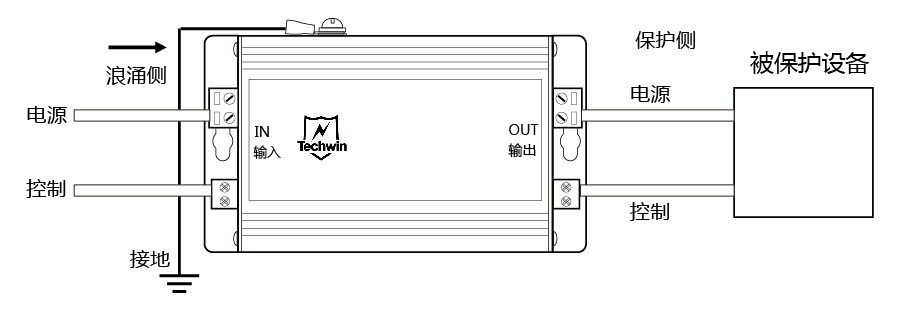 保护侧
浪涌侧
被保护设备
电源
电源
IN
输入
Techwin
OUT
输出
控制
控制
接地